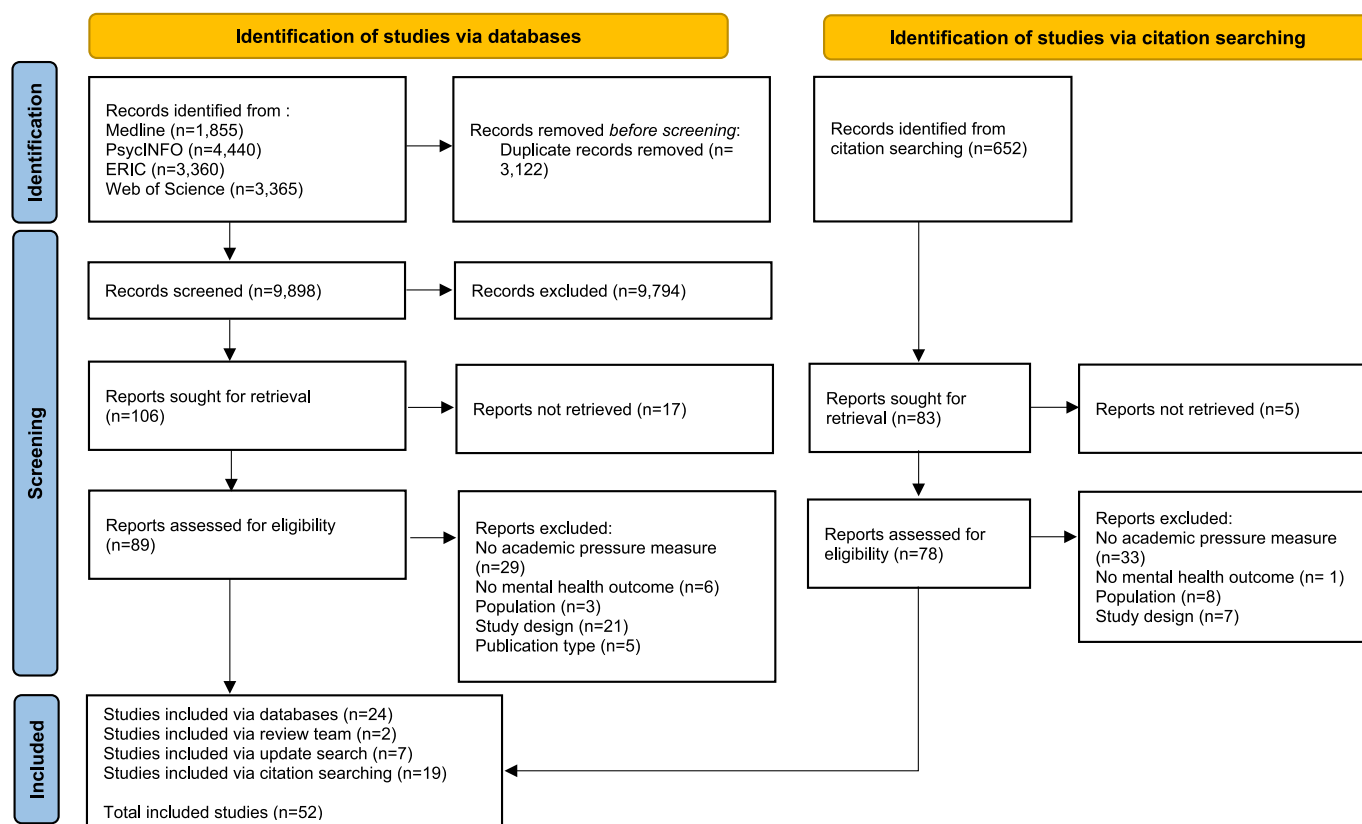 Identification of studies via databases
Identification of studies via citation searching
Identification
Records identified from :
Medline (n=1,855)
PsycINFO (n=4,440)
ERIC (n=3,360)
Web of Science (n=3,365)
Records removed before screening:
Duplicate records removed (n=
3,122)
Records identified from
citation searching (n=652)
Screening
Records screened (n=9,898)
Records excluded (n=9,794)
Reports sought for retrieval
(n=106)
Reports not retrieved (n=17)
Reports sought for
retrieval (n=83)
Reports not retrieved (n=5)
Reports assessed for eligibility
(n=89)
Reports excluded:
No academic pressure measure
(n=29)
No mental health outcome (n=6)
Population (n=3)
Study design (n=21)
Publication type (n=5)
Reports assessed for
eligibility (n=78)
Reports excluded:
No academic pressure measure
(n=33)
No mental health outcome (n= 1)
Population (n=8)
Study design (n=7)
Included
Studies included via databases (n=24)
Studies included via review team (n=2)
Studies included via update search (n=7)
Studies included via citation searching (n=19)
Total included studies (n=52)